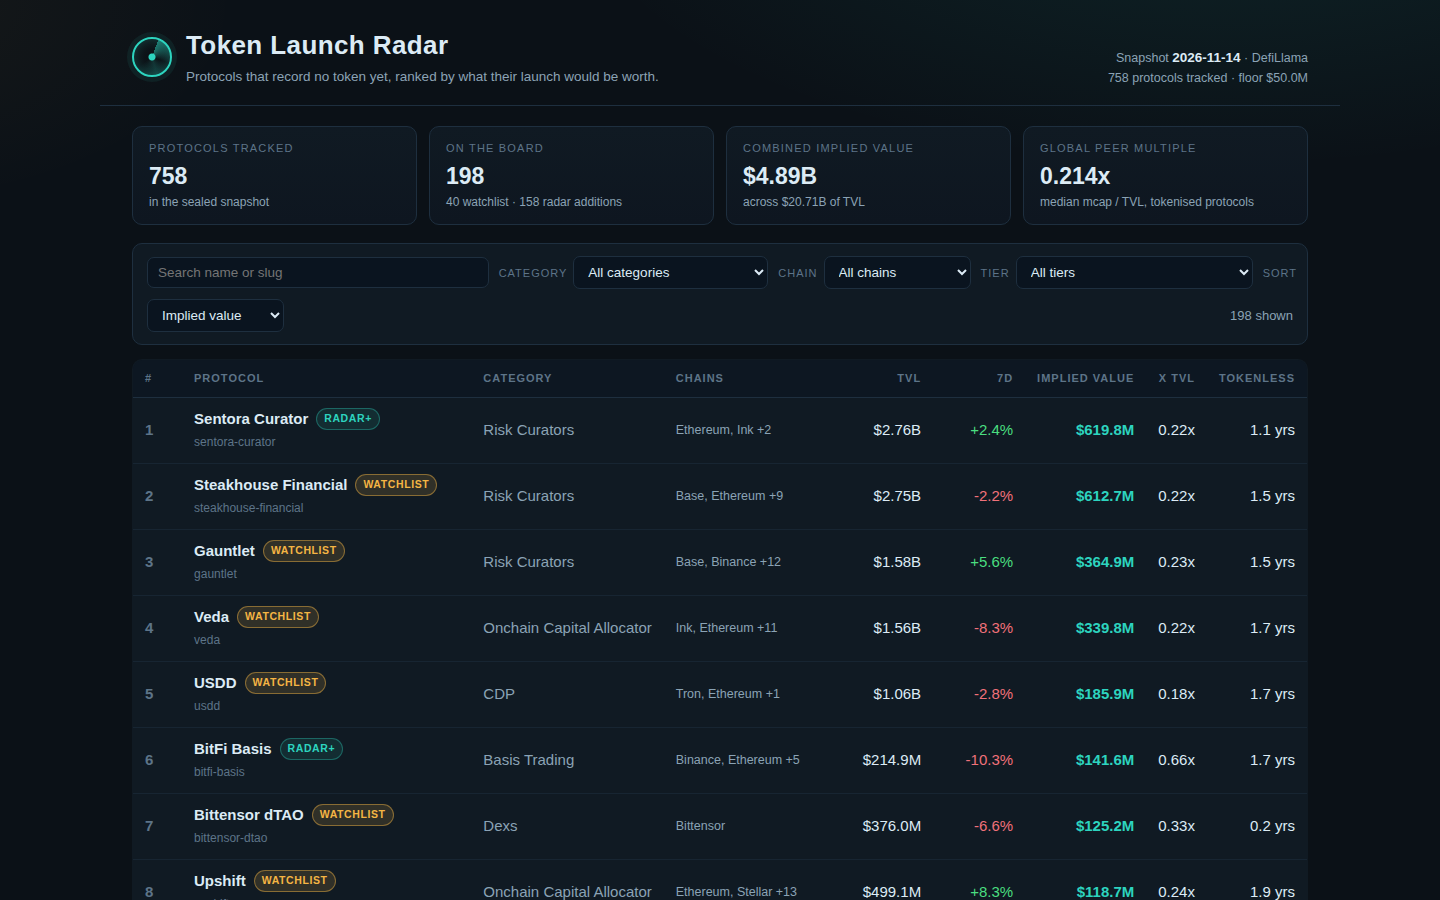 Token Launch Radar
Protocols that record no token yet, ranked by what their launch would be worth.
Snapshot 2026-11-14 · DefiLlama
758 protocols tracked · floor $50.0M
PROTOCOLS TRACKED
758
in the sealed snapshot
ON THE BOARD
198
40 watchlist · 158 radar additions
COMBINED IMPLIED VALUE
$4.89B
across $20.71B of TVL
GLOBAL PEER MULTIPLE
0.214x
median mcap / TVL, tokenised protocols
Search name or slug CATEGORY All categories CHAIN All chains TIER All tiers SORT
Implied value 198 shown
# PROTOCOL CATEGORY CHAINS TVL 7D IMPLIED VALUE X TVL TOKENLESS
1 Sentora Curator RADAR+ Risk Curators Ethereum, Ink +2 $2.76B +2.4% $619.8M 0.22x 1.1 yrs
sentora-curator
2 Steakhouse Financial WATCHLIST Risk Curators Base, Ethereum +9 $2.75B -2.2% $612.7M 0.22x 1.5 yrs
steakhouse-financial
3 Gauntlet WATCHLIST Risk Curators Base, Binance +12 $1.58B +5.6% $364.9M 0.23x 1.5 yrs
gauntlet
4 Veda WATCHLIST Onchain Capital Allocator Ink, Ethereum +11 $1.56B -8.3% $339.8M 0.22x 1.7 yrs
veda
5 USDD WATCHLIST CDP Tron, Ethereum +1 $1.06B -2.8% $185.9M 0.18x 1.7 yrs
usdd
6 BitFi Basis RADAR+ Basis Trading Binance, Ethereum +5 $214.9M -10.3% $141.6M 0.66x 1.7 yrs
bitfi-basis
7 Bittensor dTAO WATCHLIST Dexs Bittensor $376.0M -6.6% $125.2M 0.33x 0.2 yrs
bittensor-dtao
8 Upshift WATCHLIST Onchain Capital Allocator Ethereum, Stellar +13 $499.1M +8.3% $118.7M 0.24x 1.9 yrs